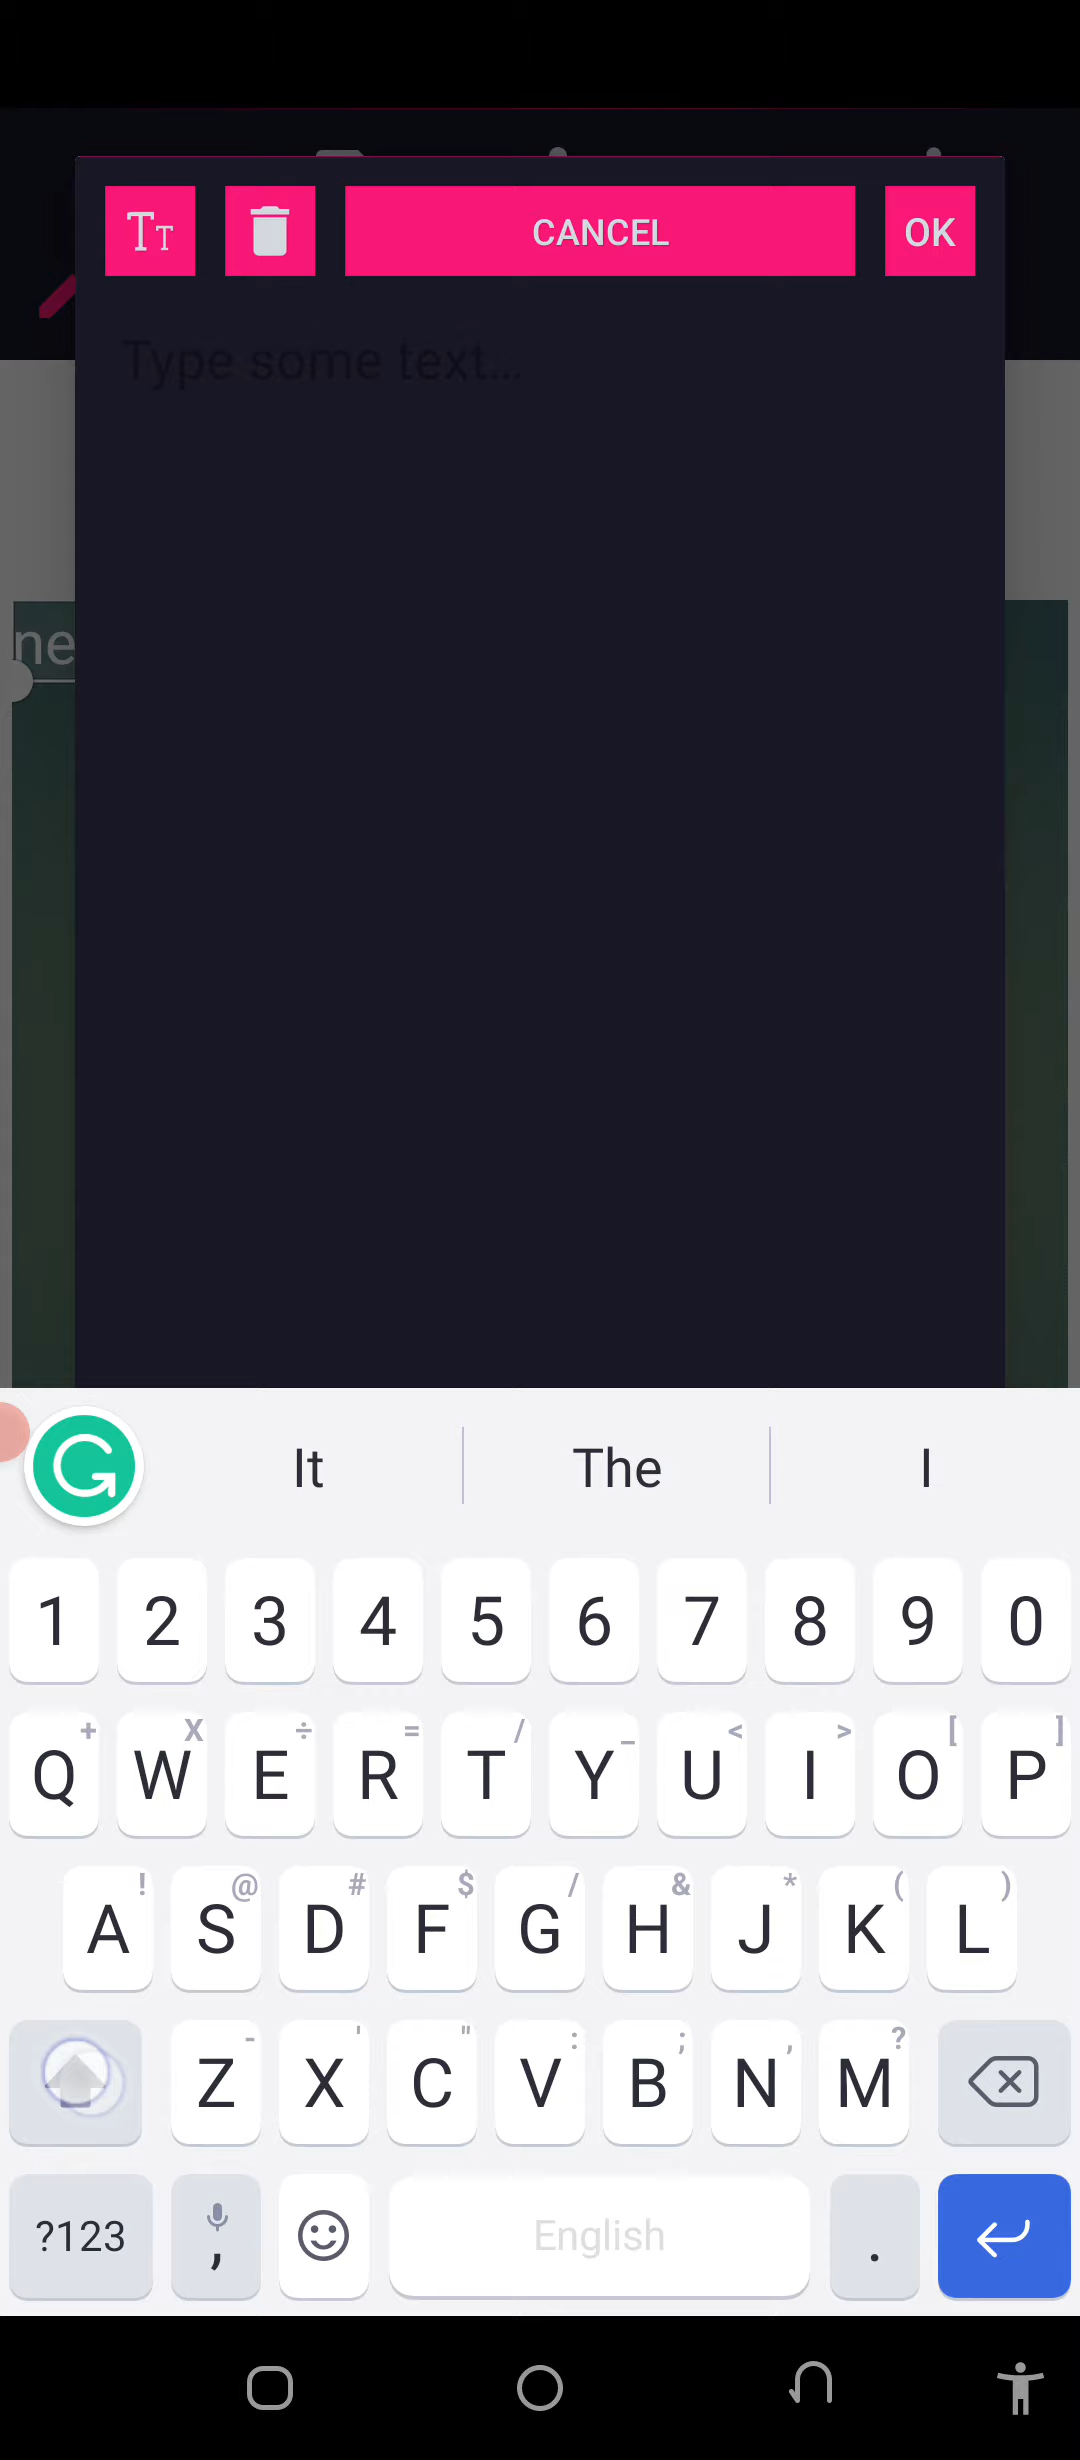 TT CANCEL OK
Type some text...
ne
It The I
1 2 3 4 5 6 7 8 9 0
+ X ÷ = / _ < > [ ]
Q W E R T Y U I O P
! @ # $ / & * ( )
A S D F G H J K L
- ' " : ; , ?
Z X C V B N M
?123 , English .